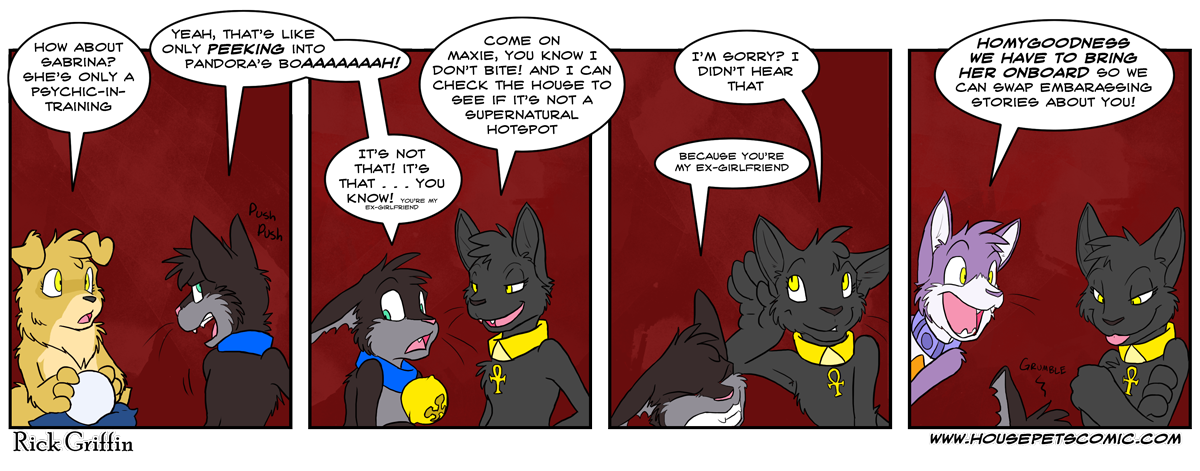 HOW ABOUT
SABRINA?
SHE'S ONLY A
PSYCHIC-IN-
TRAINING
YEAH, THAT'S LIKE
ONLY PEEKING INTO
PANDORA'S BOAAAAAAAH!
PUSH
PUSH
IT'S NOT
THAT! IT'S
THAT . . . YOU
KNOW! YOU'RE MY
EX-GIRLFRIEND
COME ON
MAXIE, YOU KNOW I
DON'T BITE! AND I CAN
CHECK THE HOUSE TO
SEE IF IT'S NOT A
SUPERNATURAL
HOTSPOT
I'M SORRY? I
DIDN'T HEAR
THAT
BECAUSE YOU'RE
MY EX-GIRLFRIEND
HOMYGOODNESS
WE HAVE TO BRING
HER ONBOARD SO WE
CAN SWAP EMBARASSING
STORIES ABOUT YOU!
GRUMBLE
Rick Griffin
WWW.HOUSEPETSCOMIC.COM